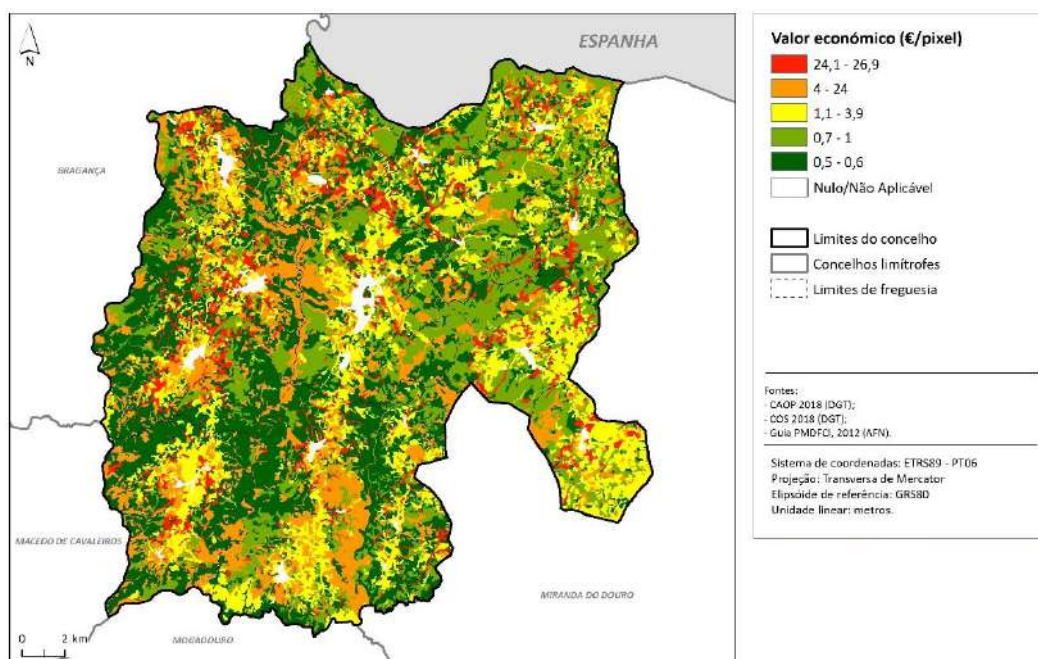 N
ESPANHA
BRAGANÇA
MACEDO DE CAVALEIROS
MOGADOURO
MIRANDA DO DOURO
0 2 km
Valor económico (€/pixel)
24,1 - 26,9
4 - 24
1,1 - 3,9
0,7 - 1
0,5 - 0,6
Nulo/Não Aplicável
Limites do concelho
Concelhos limítrofes
Limites de freguesia
Fontes:
- CAOP 2018 (DGT);
- COS 2018 (DGT);
- Guia PMDFCI, 2012 (AFN).
Sistema de coordenadas: ETRS89 - PT06
Projeção: Transversa de Mercator
Elipsóide de referência: GRS80
Unidade linear: metros.